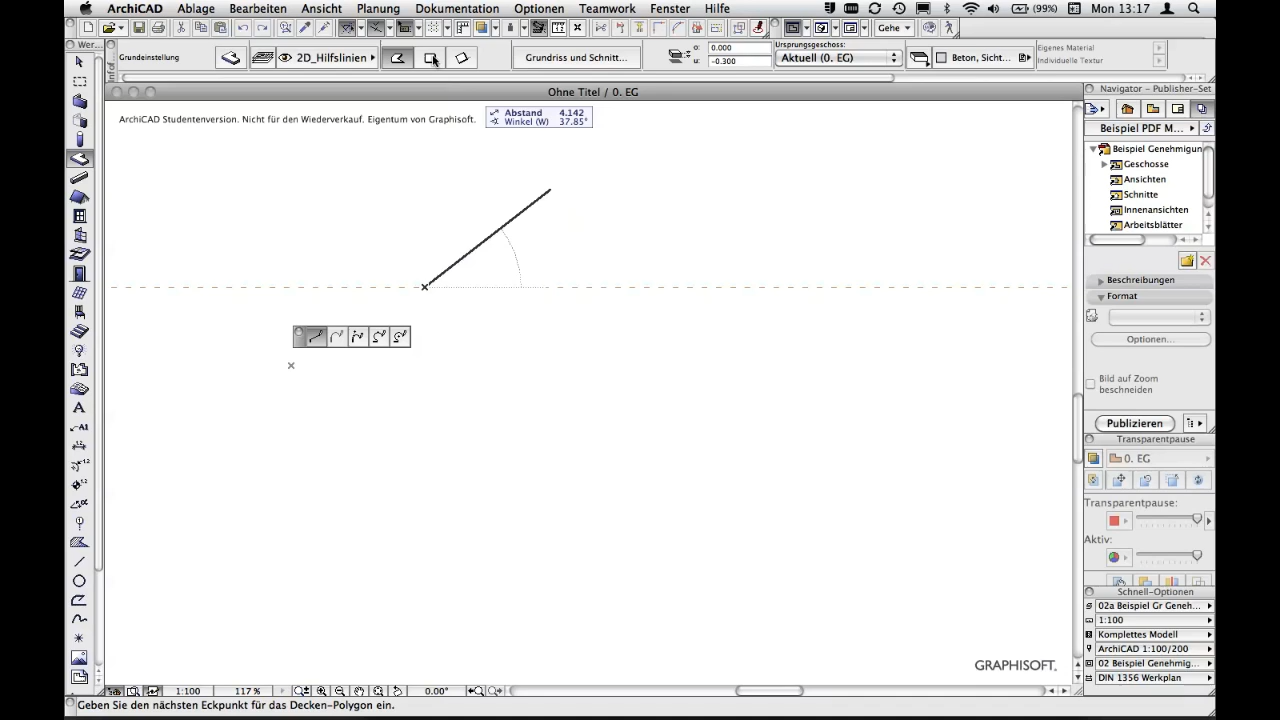 ArchiCAD Ablage Bearbeiten Ansicht Planung Dokumentation Optionen Teamwork Fenster Hilfe (99%) Mon 13:17
Gehe
Wer...
Grundeinstellung
2D_Hilfslinien
Grundriss und Schnitt...
o: 0.000
u: -0.300
Ursprungsgeschoss:
Aktuell (0. EG)
Beton, Sicht...
Eigenes Material
Individuelle Textur
Infof...
Ohne Titel / 0. EG
Navigator - Publisher-Set
ArchiCAD Studentenversion. Nicht für den Wiederverkauf. Eigentum von Graphisoft.
Abstand 4.142
Winkel (W) 37.85°
Beispiel PDF M...
Beispiel Genehmigun
Geschosse
Ansichten
Schnitte
Innenansichten
Arbeitsblätter
Beschreibungen
Format
Optionen...
Bild auf Zoom
beschneiden
Publizieren
Transparentpause
0. EG
Transparentpause:
Aktiv:
Schnell-Optionen
02a Beispiel Gr Geneh...
1:100
Komplettes Modell
ArchiCAD 1:100/200
02 Beispiel Genehmig...
DIN 1356 Werkplan
GRAPHISOFT.
1:100 117 % 0.00°
Geben Sie den nächsten Eckpunkt für das Decken-Polygon ein.